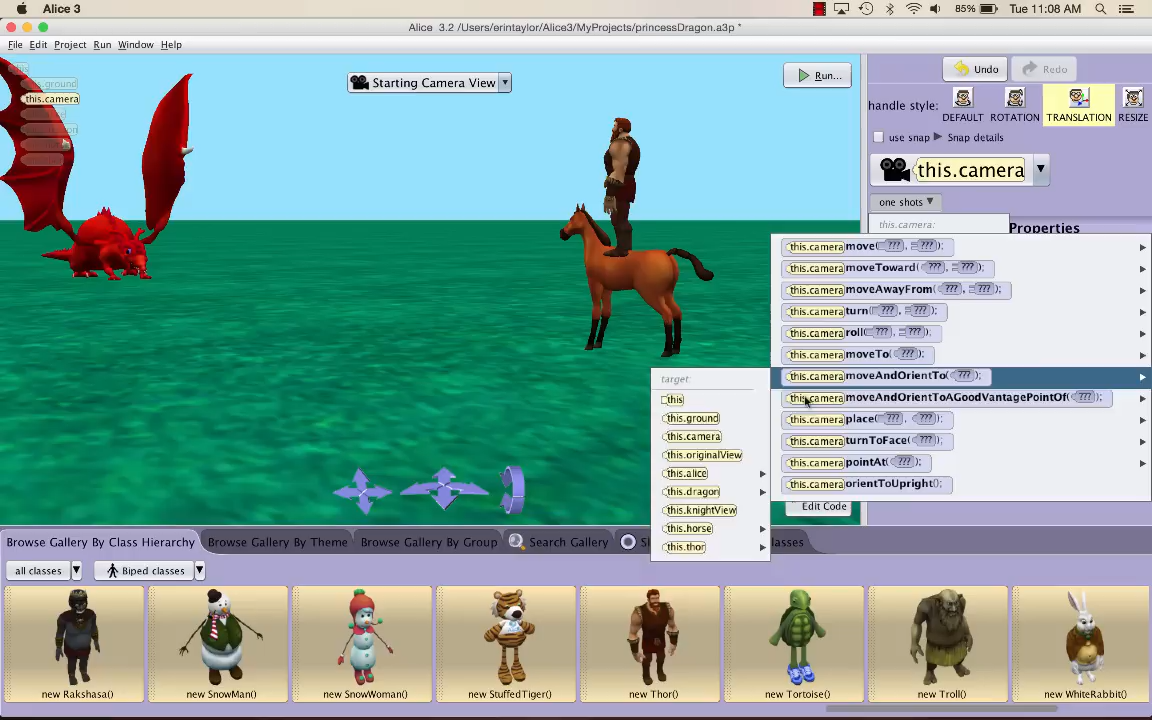 Alice 3
85%
Tue 11:08 AM
Alice 3.2 /Users/erintaylor/Alice3/MyProjects/princessDragon.a3p *
File Edit Project Run Window Help
this.ground
this.camera
Starting Camera View
Run...
Undo
Redo
handle style:
DEFAULT
ROTATION
TRANSLATION
RESIZE
use snap
Snap details
this.camera
one shots
this.camera:
Properties
this.camera move( ??? , ??? );
this.camera moveToward( ??? , ??? );
this.camera moveAwayFrom( ??? , ??? );
this.camera turn( ??? , ??? );
this.camera roll( ??? , ??? );
this.camera moveTo( ??? );
this.camera moveAndOrientTo( ??? );
this.camera moveAndOrientToAGoodVantagePointOf( ??? );
this.camera place( ??? , ??? );
this.camera turnToFace( ??? );
this.camera pointAt( ??? );
this.camera orientToUpright();
target:
this
this.ground
this.camera
this.originalView
this.alice
this.dragon
this.knightView
this.horse
this.thor
Edit Code
Browse Gallery By Class Hierarchy
Browse Gallery By Theme
Browse Gallery By Group
Search Gallery
all classes
Biped classes
new Rakshasa()
new SnowMan()
new SnowWoman()
new StuffedTiger()
new Thor()
new Tortoise()
new Troll()
new WhiteRabbit()